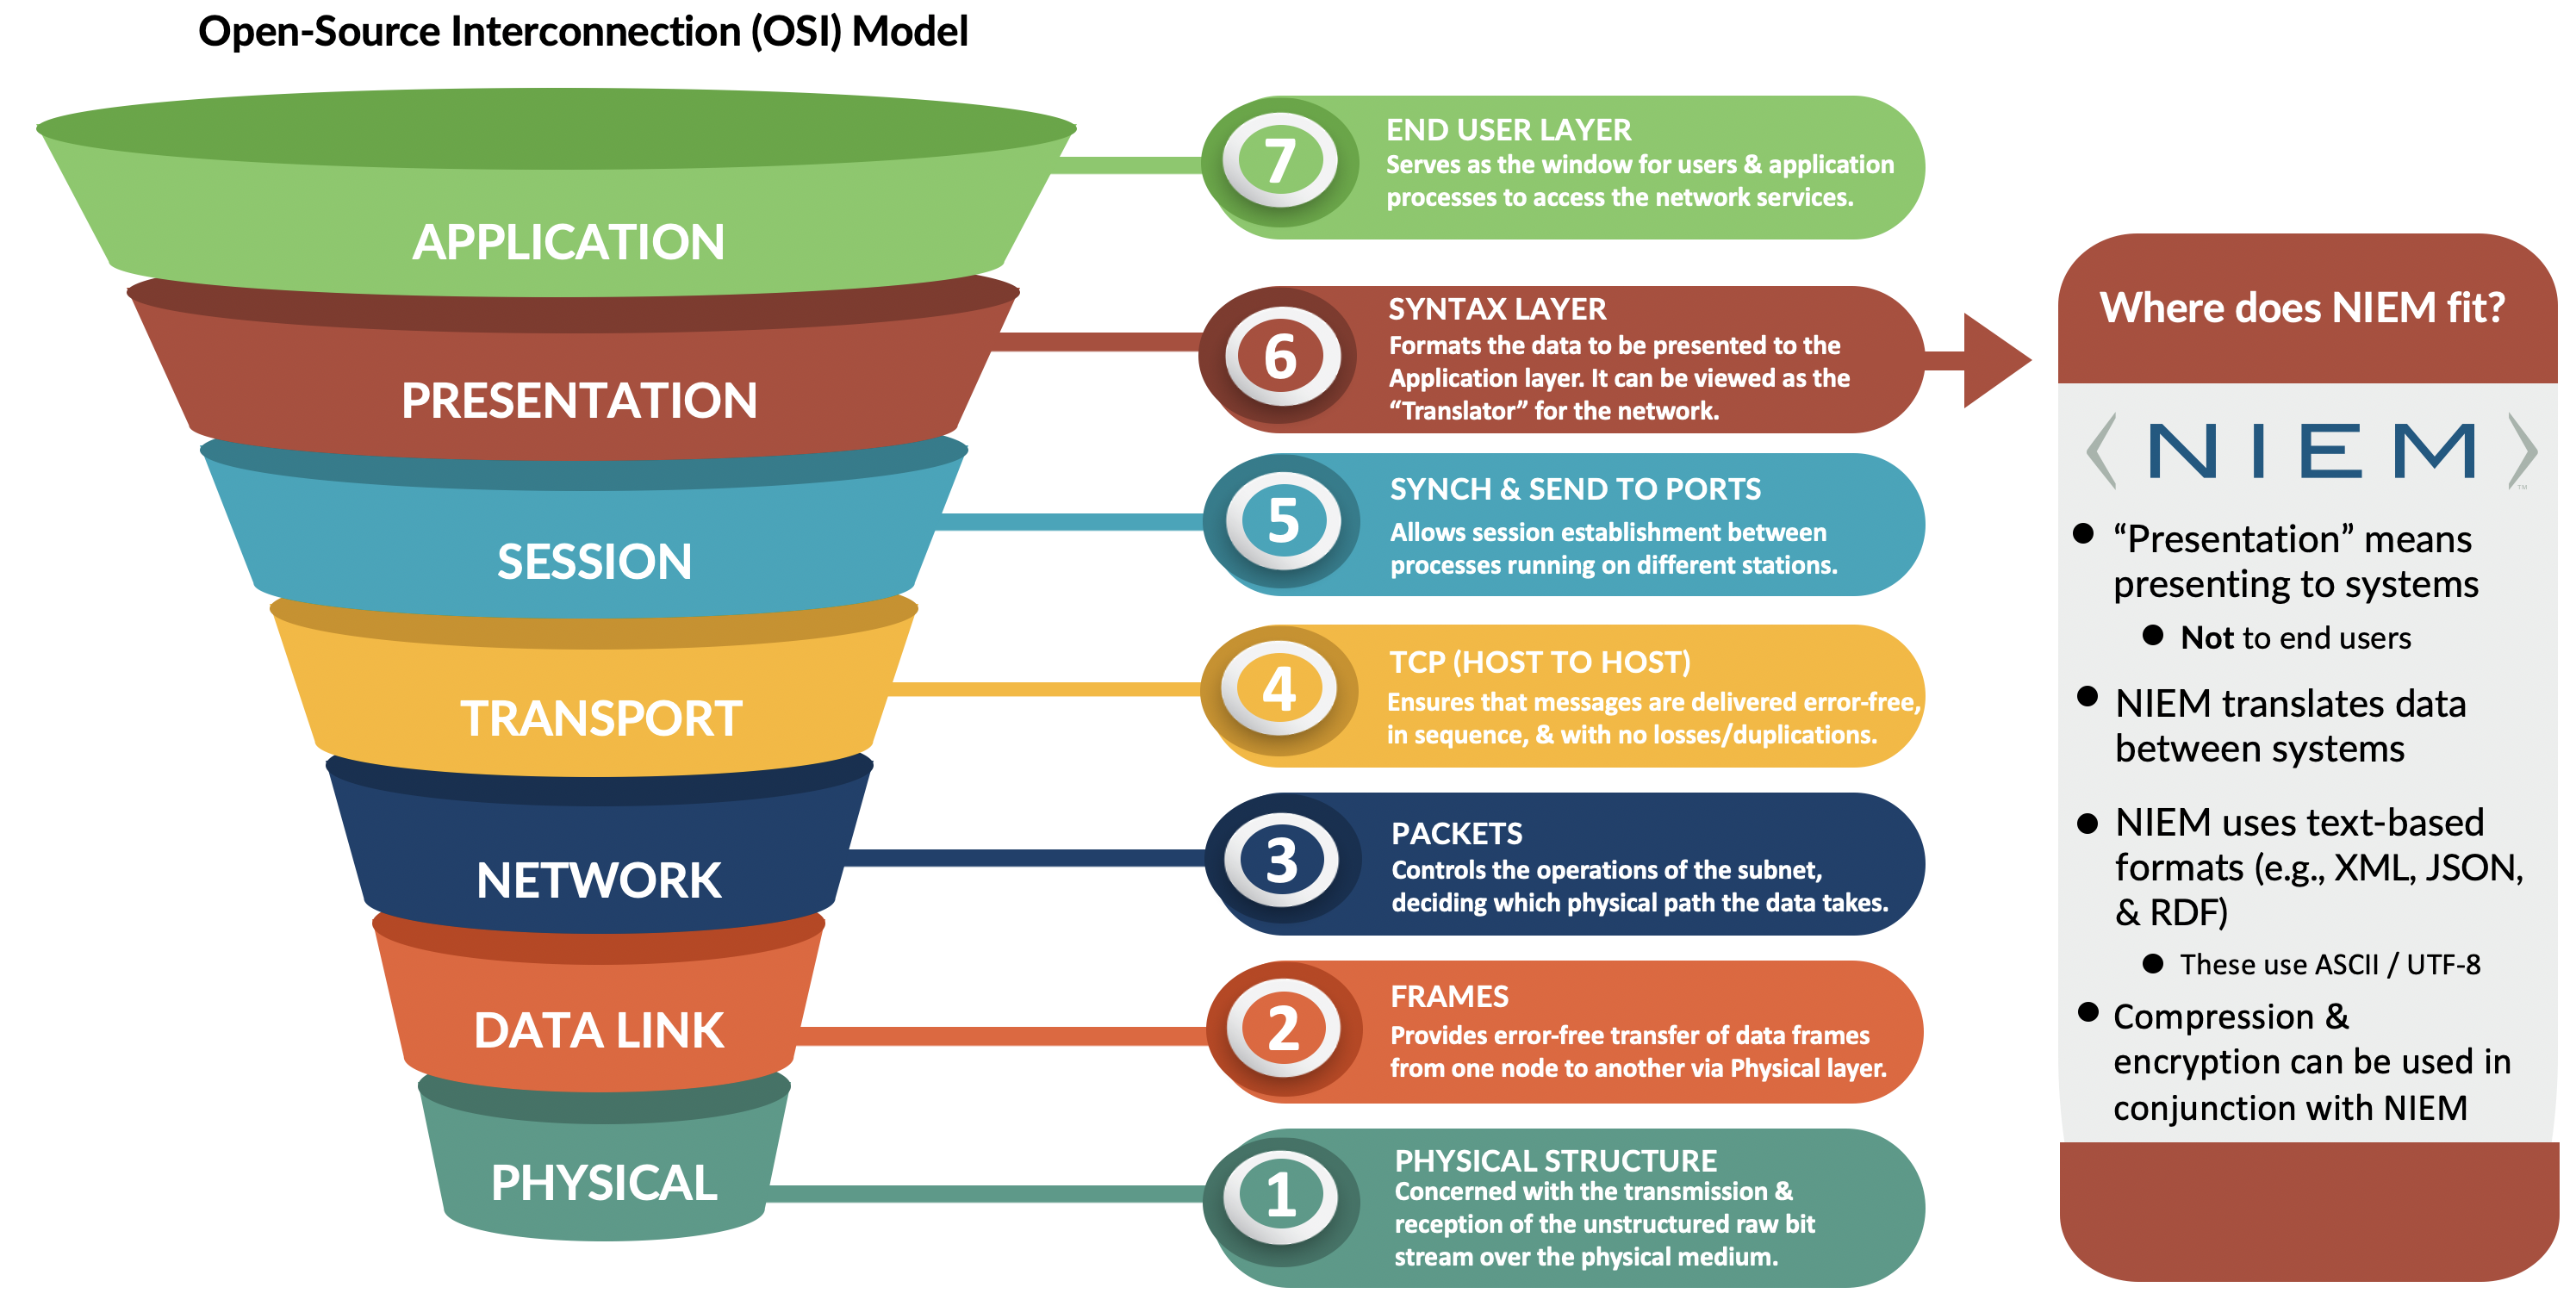 Open-Source Interconnection (OSI) Model
APPLICATION
7
END USER LAYER
Serves as the window for users & application
processes to access the network services.
PRESENTATION
6
SYNTAX LAYER
Formats the data to be presented to the
Application layer. It can be viewed as the
“Translator” for the network.
SESSION
5
SYNCH & SEND TO PORTS
Allows session establishment between
processes running on different stations.
TRANSPORT
4
TCP (HOST TO HOST)
Ensures that messages are delivered error-free,
in sequence, & with no losses/duplications.
NETWORK
3
PACKETS
Controls the operations of the subnet,
deciding which physical path the data takes.
DATA LINK
2
FRAMES
Provides error-free transfer of data frames
from one node to another via Physical layer.
PHYSICAL
1
PHYSICAL STRUCTURE
Concerned with the transmission &
reception of the unstructured raw bit
stream over the physical medium.
Where does NIEM fit?
〈NIEM〉™
● “Presentation” means
presenting to systems
● Not to end users
● NIEM translates data
between systems
● NIEM uses text-based
formats (e.g., XML, JSON,
& RDF)
● These use ASCII / UTF-8
● Compression &
encryption can be used in
conjunction with NIEM